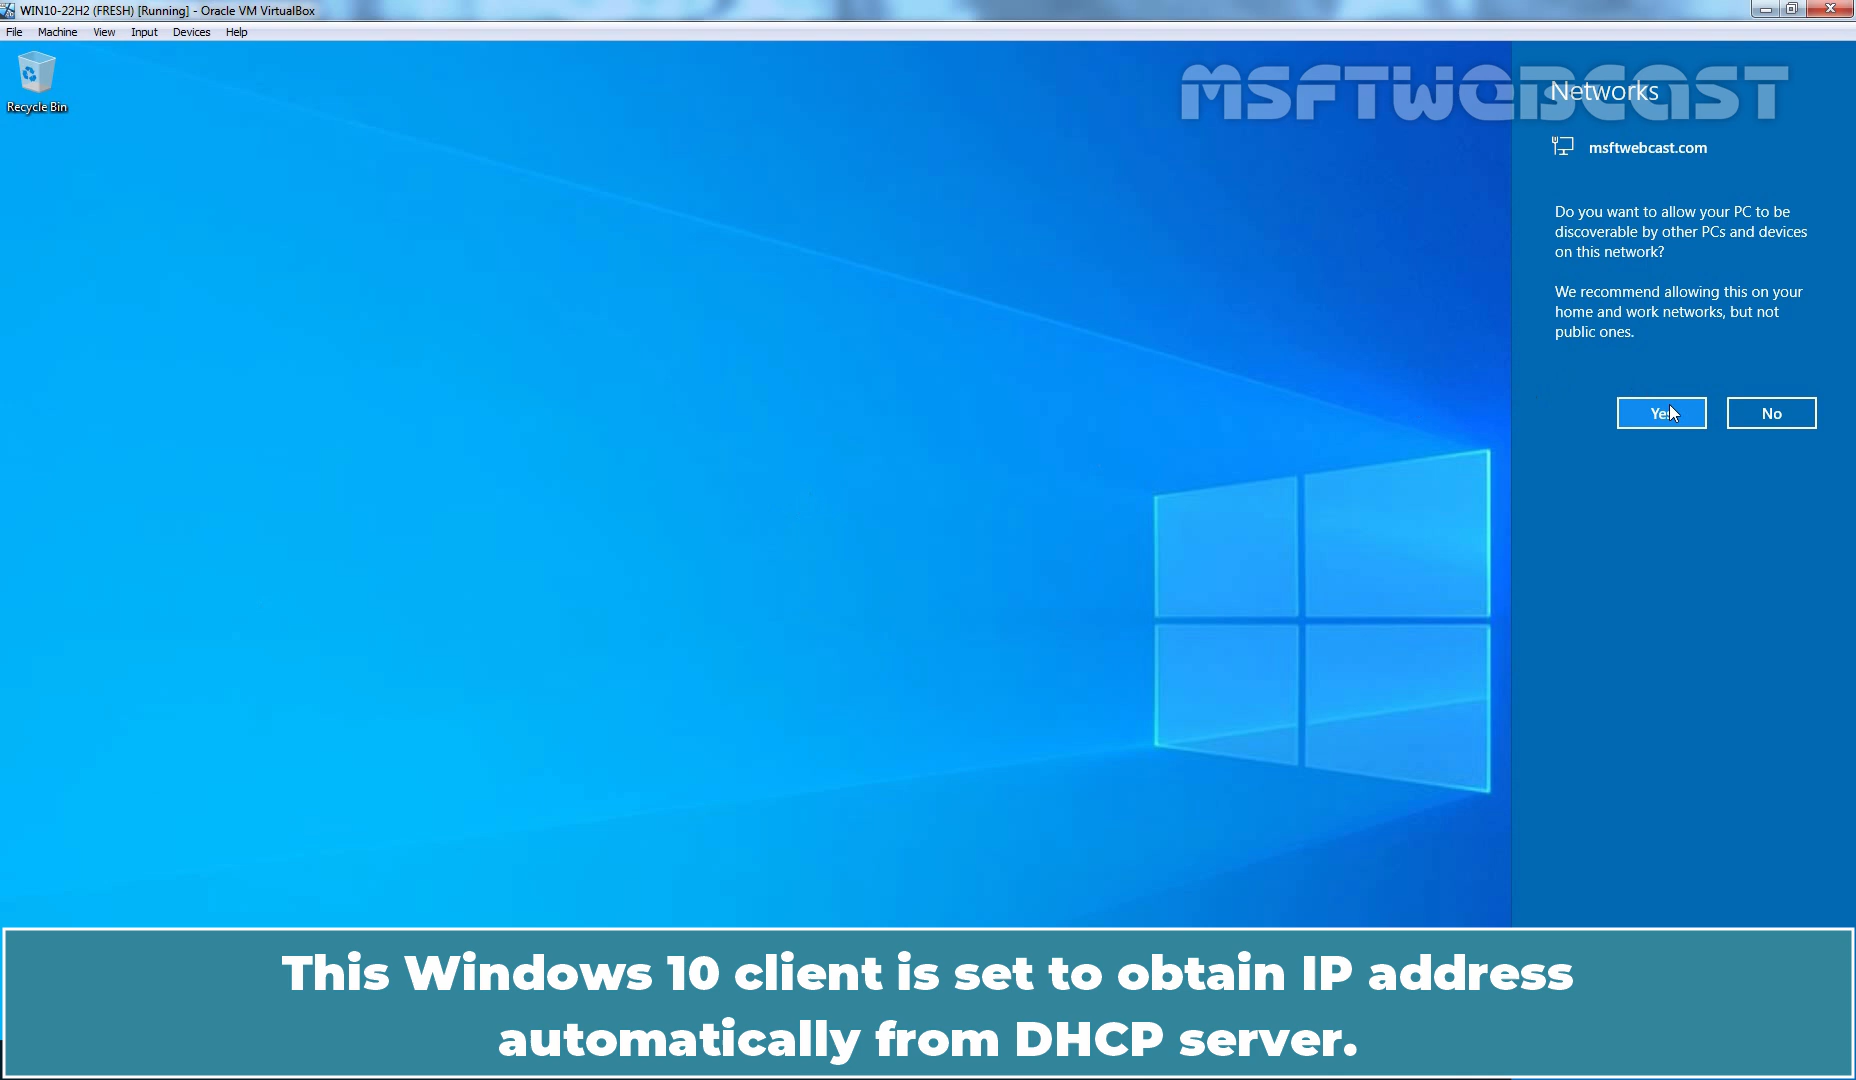 WIN10-22H2 (FRESH) [Running] - Oracle VM VirtualBox
File Machine View Input Devices Help
Recycle Bin
MSFTWEBCAST
Networks
msftwebcast.com
Do you want to allow your PC to be
discoverable by other PCs and devices
on this network?
We recommend allowing this on your
home and work networks, but not
public ones.
Yes No
This Windows 10 client is set to obtain IP address
automatically from DHCP server.